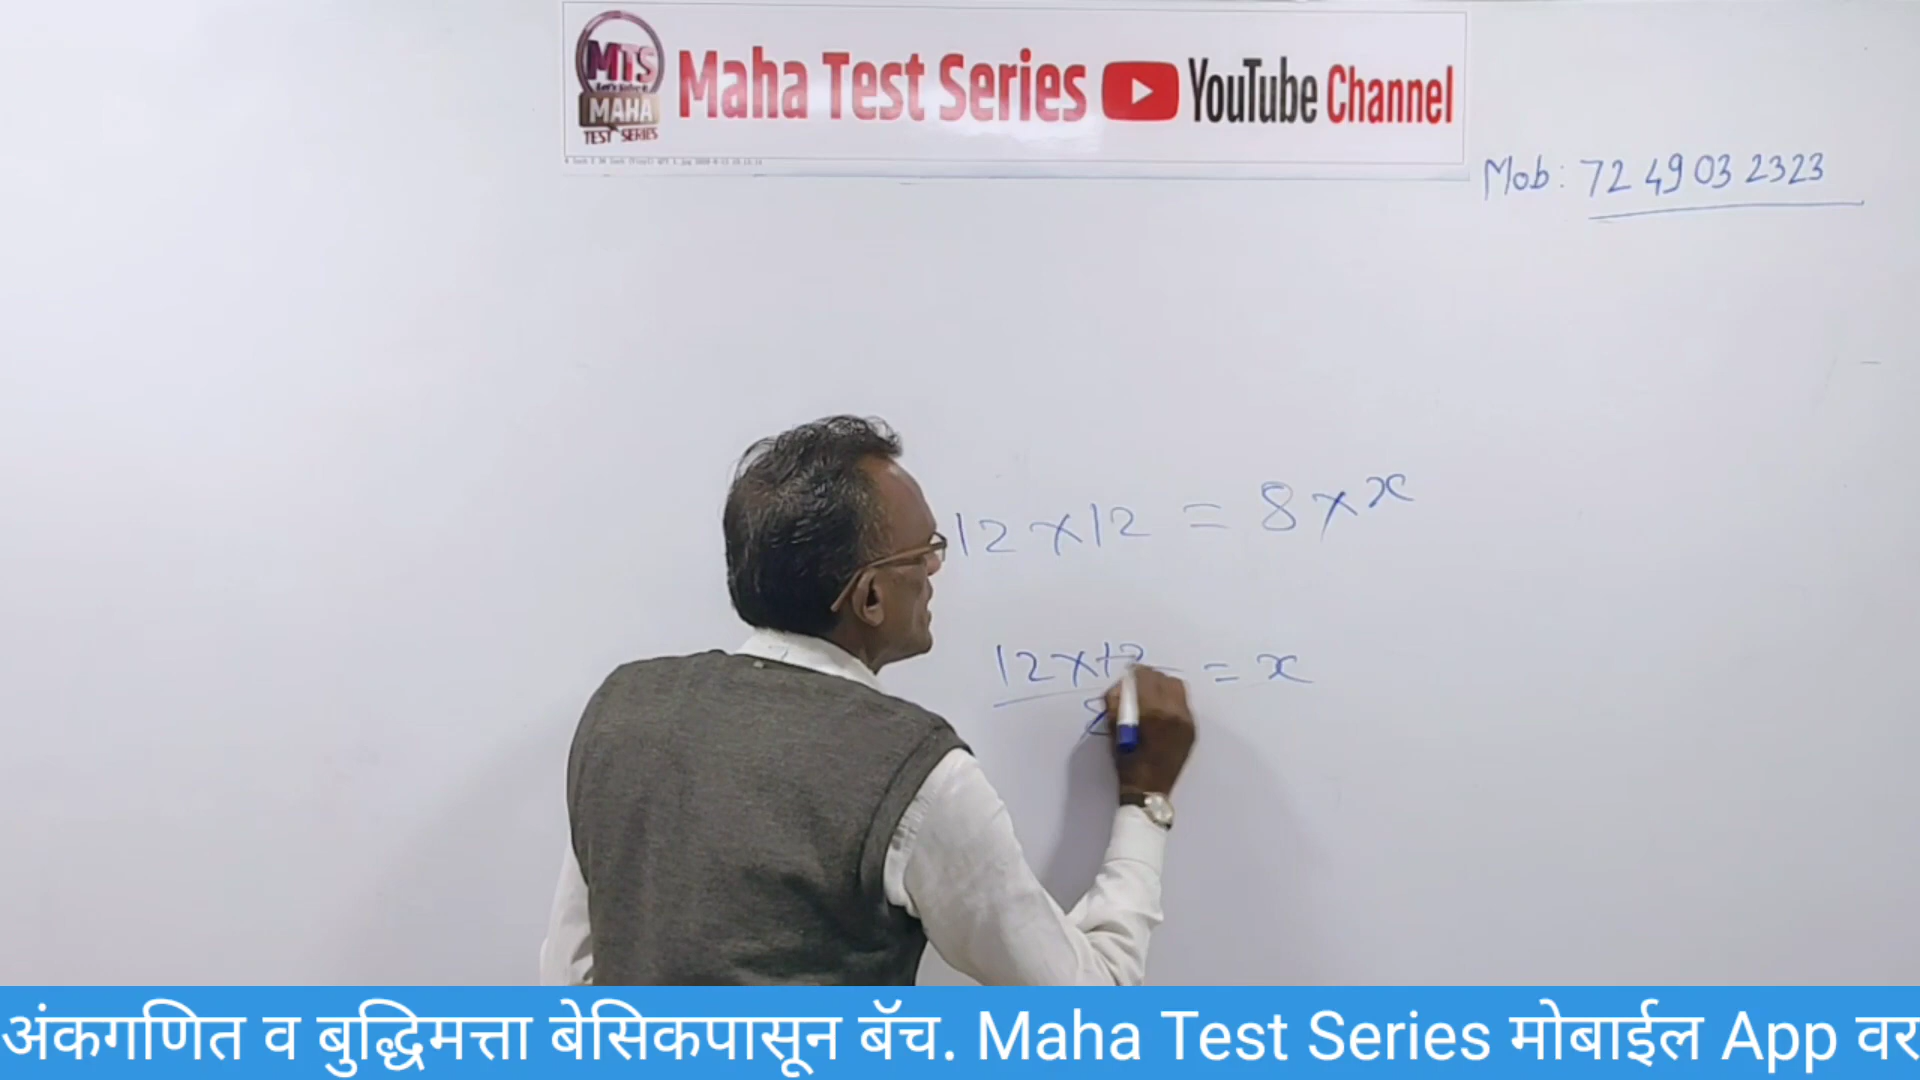 MTS
MAHA
TEST SERIES
Maha Test Series YouTube Channel
Mob: 72 49 03 2323
12 x 12 = 8 x x
12 x 12 = x
8
अंकगणित व बुद्धिमत्ता बेसिकपासून बॅच. Maha Test Series मोबाईल App वर